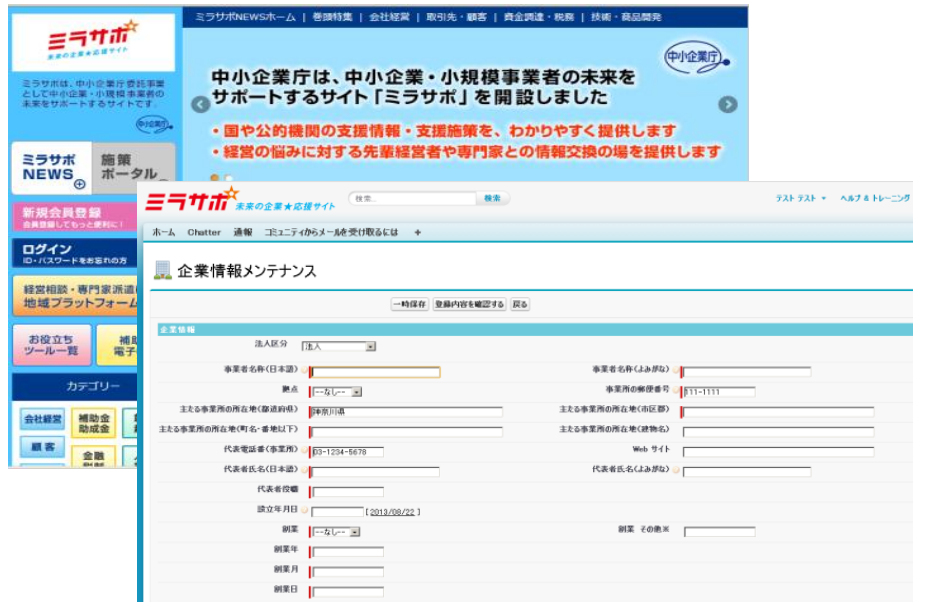 ミラサポNEWSホーム | 巻頭特集 | 会社経営 | 取引先・顧客 | 資金調達・税務 | 技術・商品開発
ミラサポ
未来の企業★応援サイト
ミラサポは、中小企業庁委託事業
として中小企業・小規模事業者の
未来をサポートするサイトです.
中小企業庁
中小企業庁
中小企業庁は、中小企業・小規模事業者の未来を
サポートするサイト「ミラサポ」を開設しました
・国や公的機関の支援情報・支援施策を、わかりやすく提供します
・経営の悩みに対する先輩経営者や専門家との情報交換の場を提供します
ミラサポ
NEWS
施策
ポータル
新規会員登録
会員登録してもっと便利に!
ログイン
ID・パスワードをお忘れの方
経営相談・専門家派遣
地域プラットフォーム
お役立ち
ツール一覧
補助
電子
カテゴリー
会社経営
補助金
助成金
顧客
金融
ミラサポ 未来の企業★応援サイト
検索...
検索
テスト テスト
ヘルプ & トレーニング
ホーム Chatter 通報 コミュニティからメールを受け取るには +
企業情報メンテナンス
一時保存 登録内容を確認する 戻る
企業情報
法人区分 法人
事業者名称(日本語) 事業者名称(よみがな)
拠点 --なし-- 事業所の郵便番号 111-1111
主たる事業所の所在地(都道府県) 神奈川県 主たる事業所の所在地(市区郡)
主たる事業所の所在地(町名・番地以下) 主たる事業所の所在地(建物名)
代表電話番(事業所) 03-1234-5678 Web サイト
代表者氏名(日本語) 代表者氏名(よみがな)
代表者役職
設立年月日 [ 2013/08/22 ]
創業 --なし-- 創業 その他※
創業年
創業月
創業日